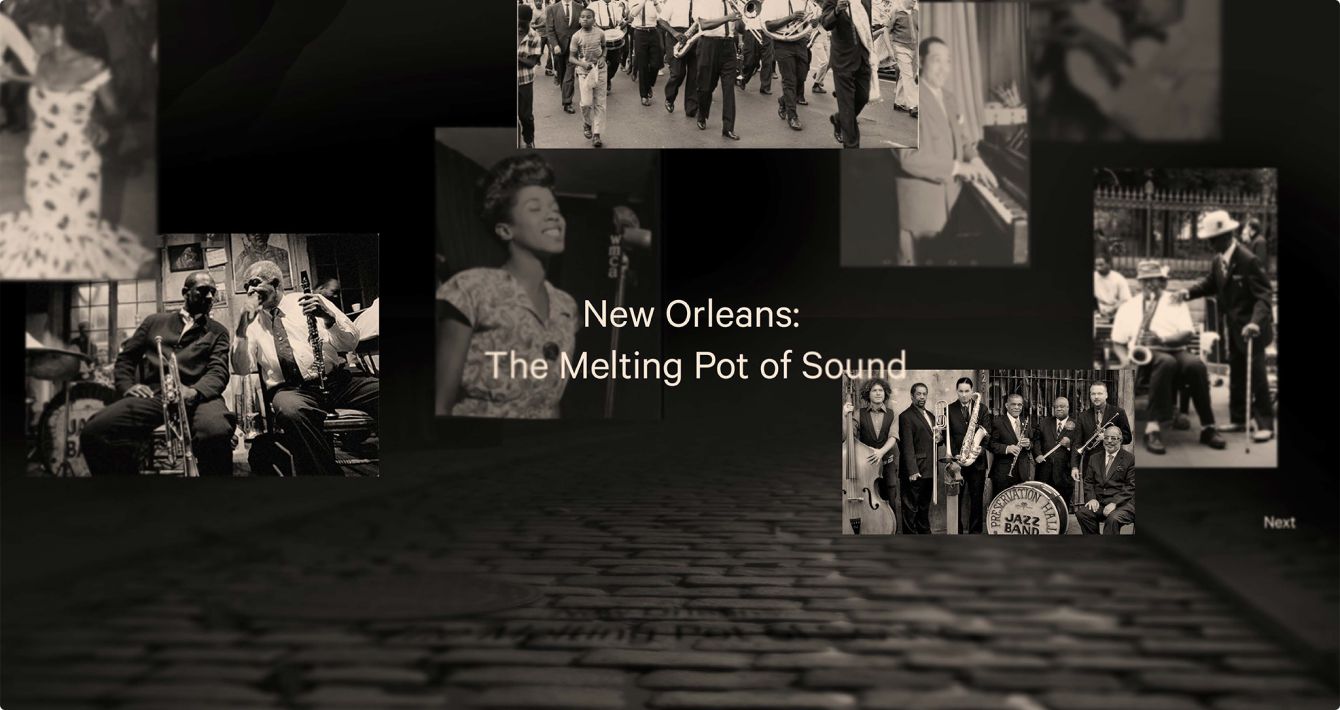 New Orleans:
The Melting Pot of Sound
PRESERVATION HALL
JAZZ
BAND
Next